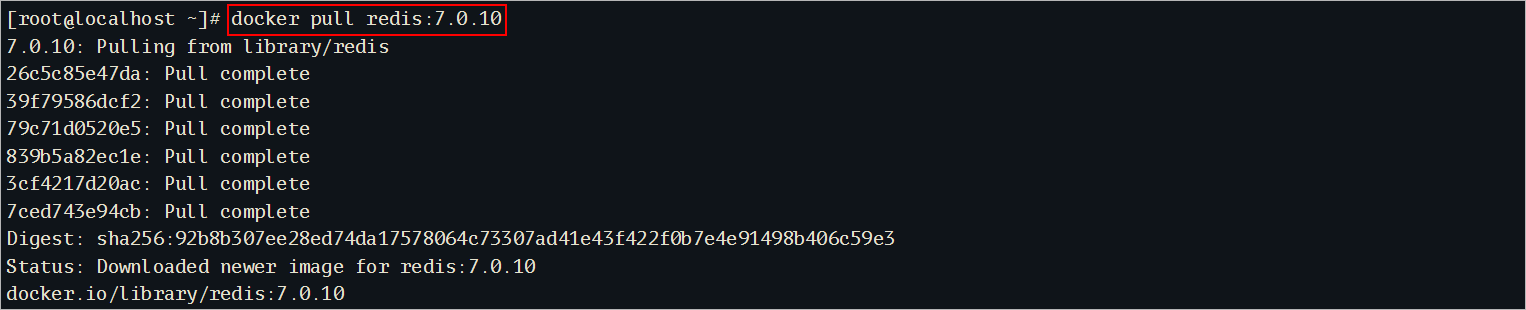 [root@localhost ~]# docker pull redis:7.0.10
7.0.10: Pulling from library/redis
26c5c85e47da: Pull complete
39f79586dcf2: Pull complete
79c71d0520e5: Pull complete
839b5a82ec1e: Pull complete
3cf4217d20ac: Pull complete
7ced743e94cb: Pull complete
Digest: sha256:92b8b307ee28ed74da17578064c73307ad41e43f422f0b7e4e91498b406c59e3
Status: Downloaded newer image for redis:7.0.10
docker.io/library/redis:7.0.10